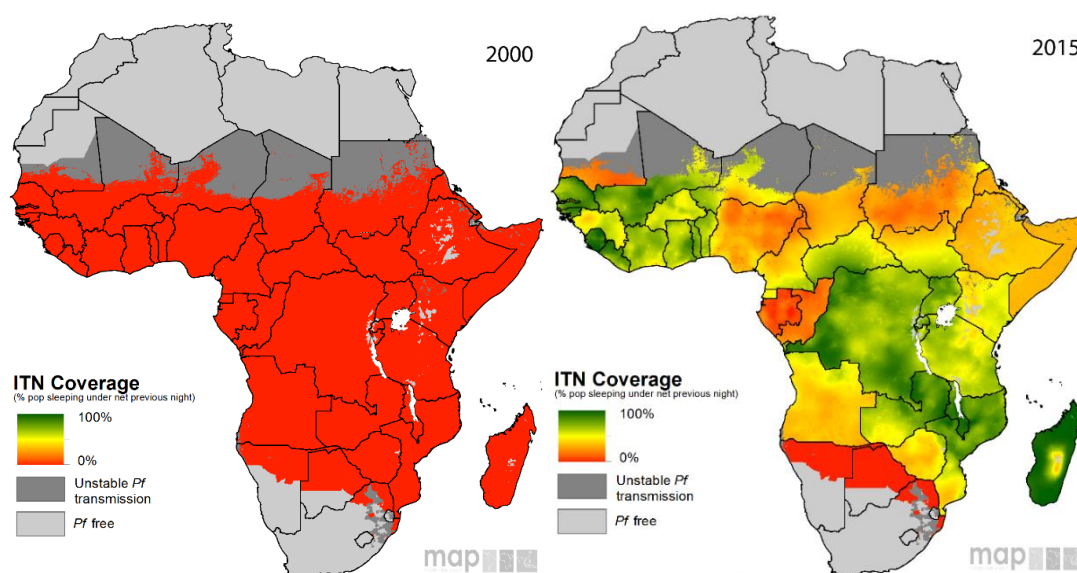 2000
ITN Coverage
(% pop sleeping under net previous night)
100%
0%
Unstable Pf
transmission
Pf free
map
2015
ITN Coverage
(% pop sleeping under net previous night)
100%
0%
Unstable Pf
transmission
Pf free
map